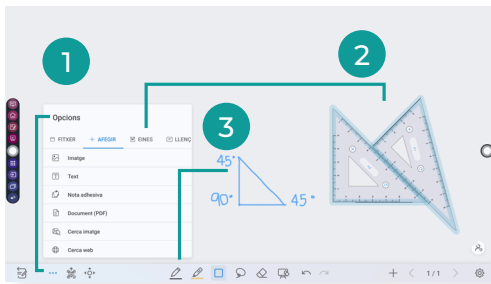 1
2
Opcions
FITXER + AFEGIR EINES LLENÇ
3
Imatge
45°
Text
Nota adhesiva
90° 45°
Document (PDF)
Cerca imatge
Cerca web
1/1